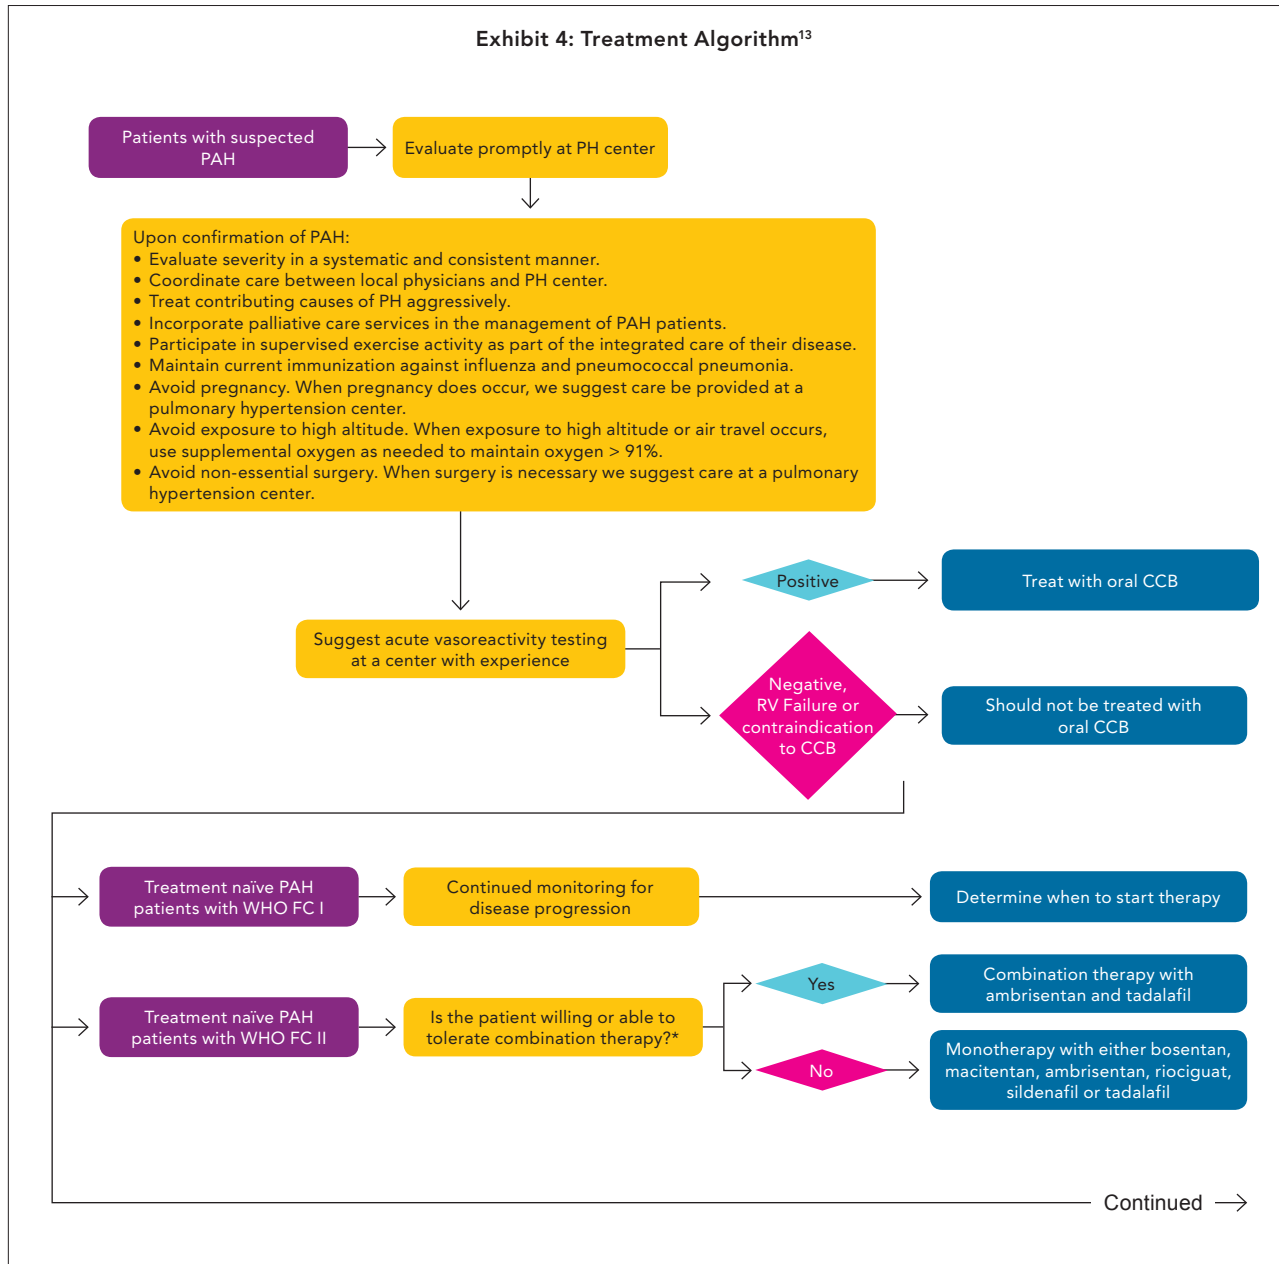 Exhibit 4: Treatment Algorithm¹³
Patients with suspected
PAH
Evaluate promptly at PH center
Upon confirmation of PAH:
• Evaluate severity in a systematic and consistent manner.
• Coordinate care between local physicians and PH center.
• Treat contributing causes of PH aggressively.
• Incorporate palliative care services in the management of PAH patients.
• Participate in supervised exercise activity as part of the integrated care of their disease.
• Maintain current immunization against influenza and pneumococcal pneumonia.
• Avoid pregnancy. When pregnancy does occur, we suggest care be provided at a
pulmonary hypertension center.
• Avoid exposure to high altitude. When exposure to high altitude or air travel occurs,
use supplemental oxygen as needed to maintain oxygen > 91%.
• Avoid non-essential surgery. When surgery is necessary we suggest care at a pulmonary
hypertension center.
Suggest acute vasoreactivity testing
at a center with experience
Positive
Treat with oral CCB
Negative,
RV Failure or
contraindication
to CCB
Should not be treated with
oral CCB
Treatment naïve PAH
patients with WHO FC I
Continued monitoring for
disease progression
Determine when to start therapy
Treatment naïve PAH
patients with WHO FC II
Is the patient willing or able to
tolerate combination therapy?*
Yes
Combination therapy with
ambrisentan and tadalafil
No
Monotherapy with either bosentan,
macitentan, ambrisentan, riociguat,
sildenafil or tadalafil
Continued